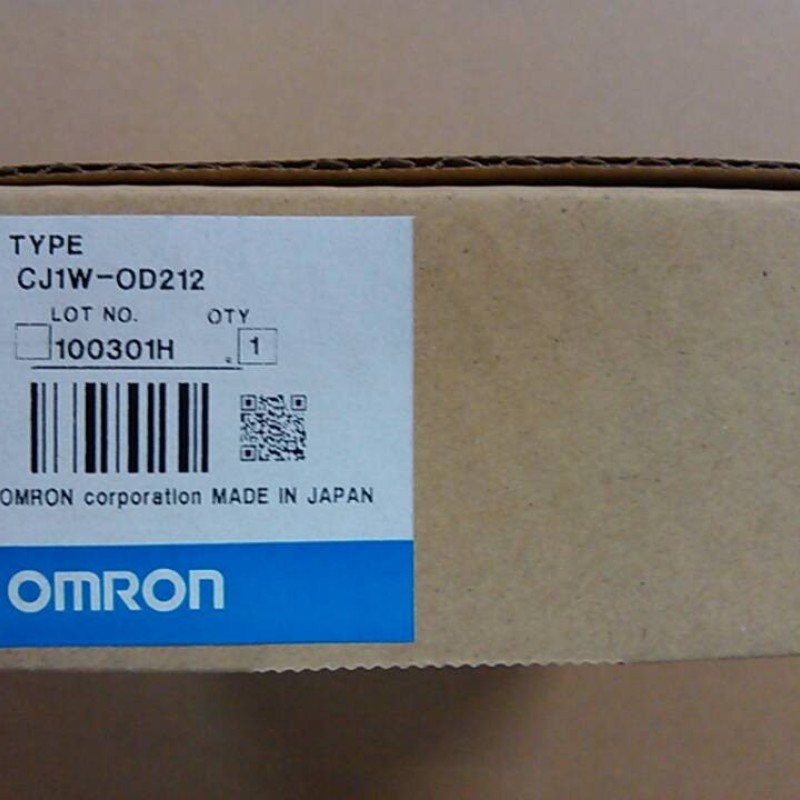 TYPE
CJ1W-OD212
LOT NO. QTY
100301H 1
OMRON corporation MADE IN JAPAN
OMRON